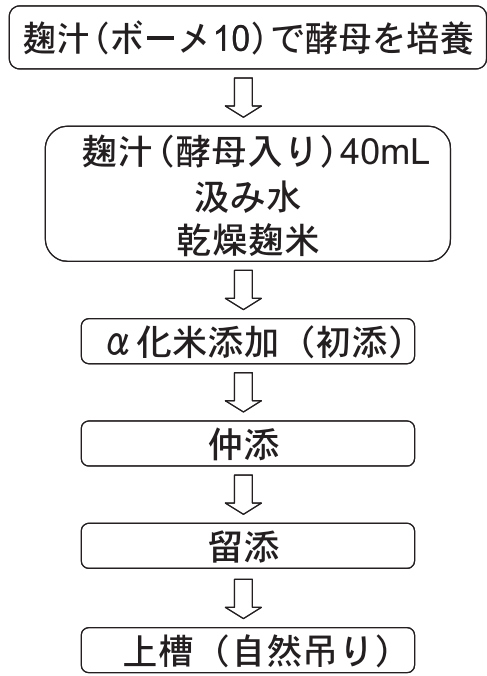 麹汁（ボーメ10）で酵母を培養
麹汁（酵母入り）40mL
汲み水
乾燥麹米
α化米添加（初添）
仲添
留添
上槽（自然吊り）